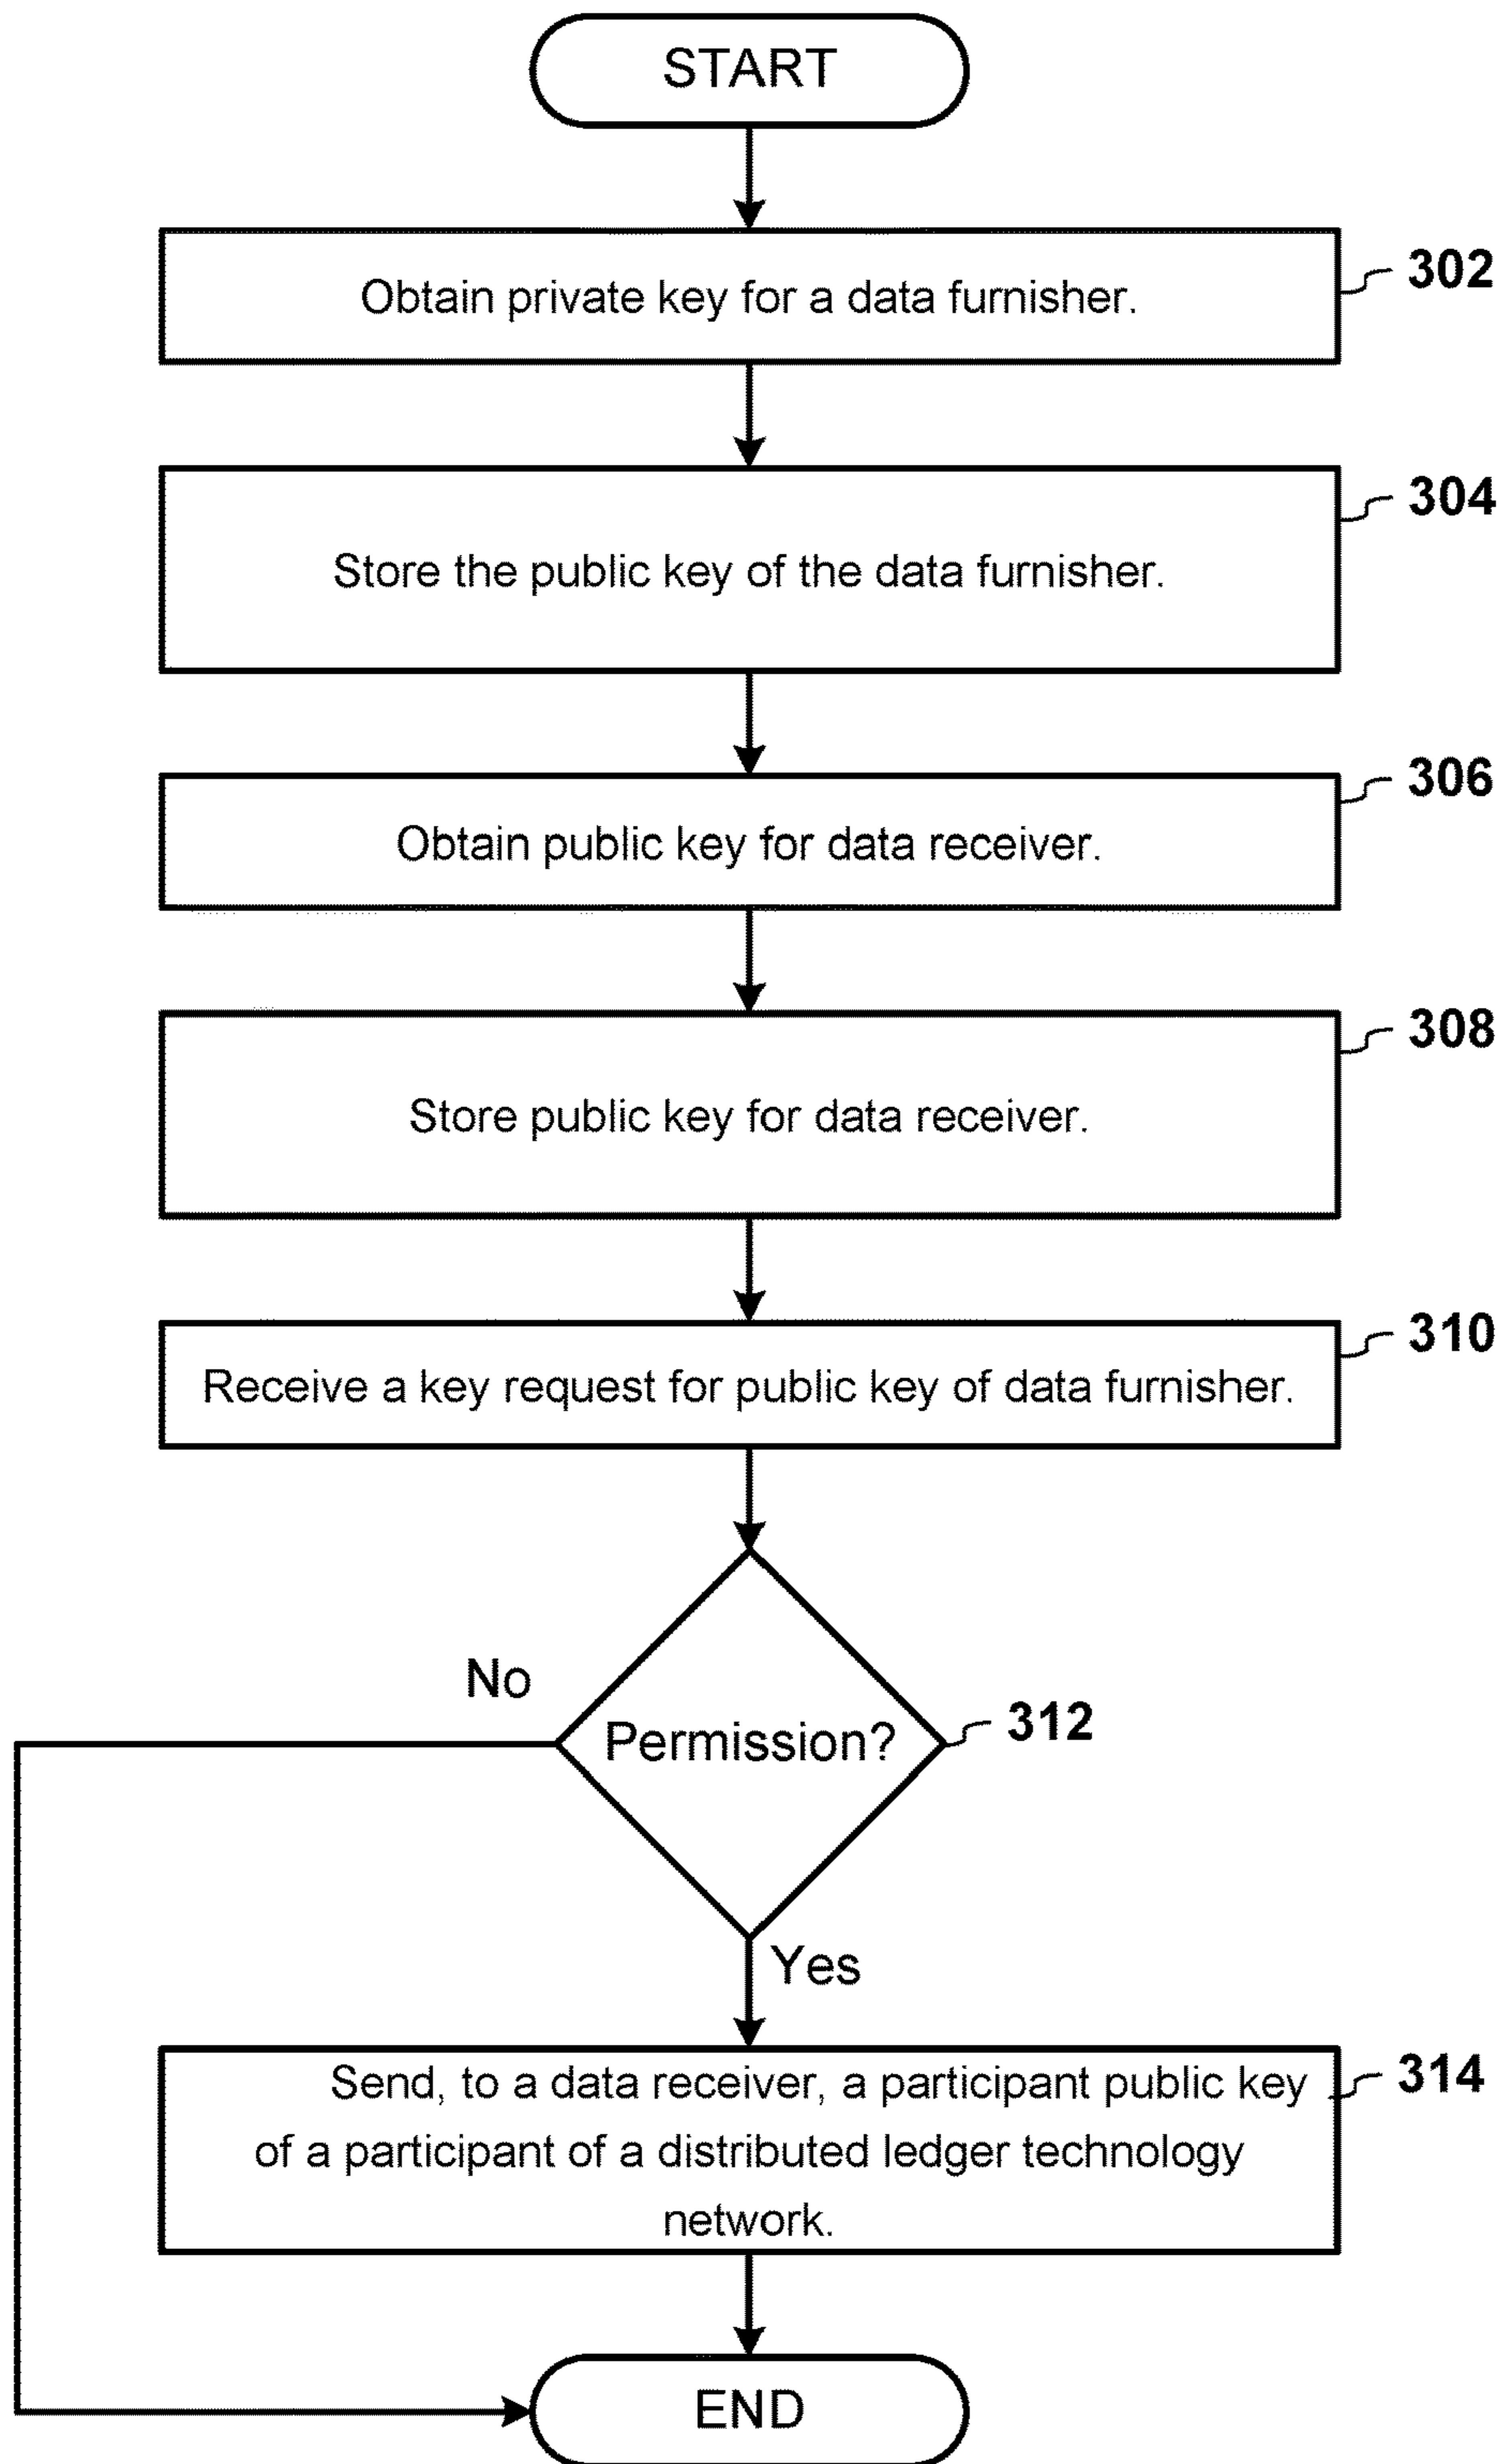 START
Obtain private key for a data furnisher.
302
Store the public key of the data furnisher.
304
Obtain public key for data receiver.
306
Store public key for data receiver.
308
Receive a key request for public key of data furnisher.
310
No
Permission?
312
Yes
Send, to a data receiver, a participant public key
of a participant of a distributed ledger technology
network.
314
END